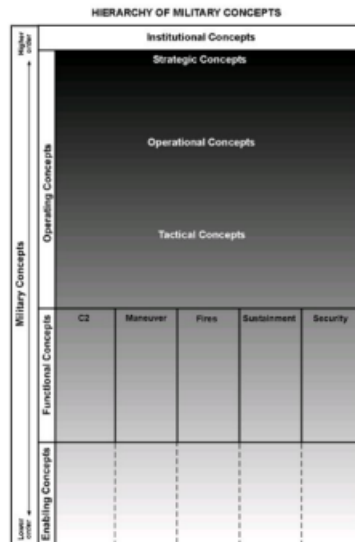 HIERARCHY OF MILITARY CONCEPTS
Higher
order
Institutional Concepts
Strategic Concepts
Operational Concepts
Tactical Concepts
Operating Concepts
Military Concepts
C2
Maneuver
Fires
Sustainment
Security
Functional Concepts
Enabling Concepts
Lower
order